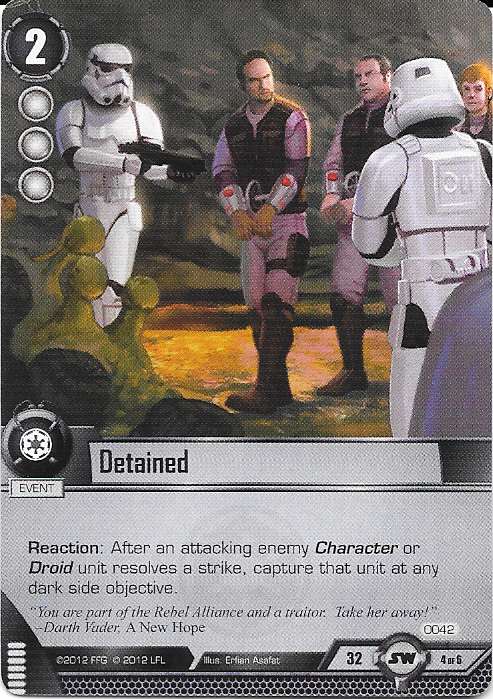 2
Detained
EVENT
Reaction: After an attacking enemy Character or
Droid unit resolves a strike, capture that unit at any
dark side objective.
"You are part of the Rebel Alliance and a traitor. Take her away!"
–Darth Vader, A New Hope
0042
©2012 FFG © 2012 LFL
Illus. Erfian Asafat
32
SW
4 OF 6